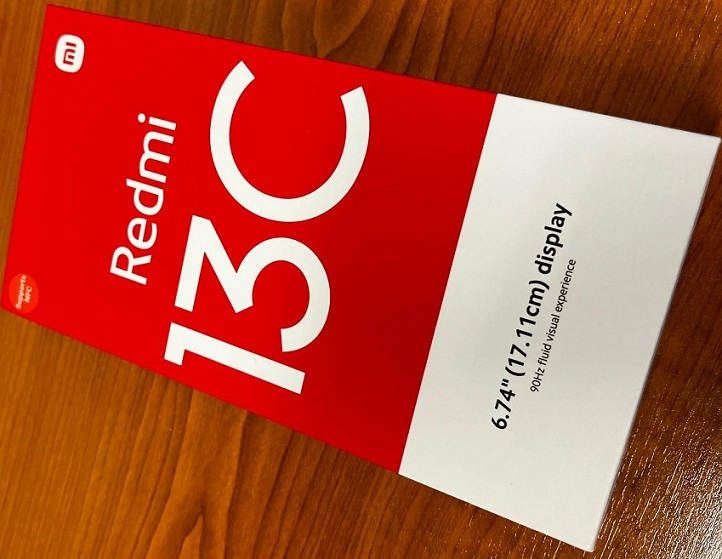 Supports
NFC
mi
Redmi
13C
6.74" (17.11cm) display
90Hz fluid visual experience